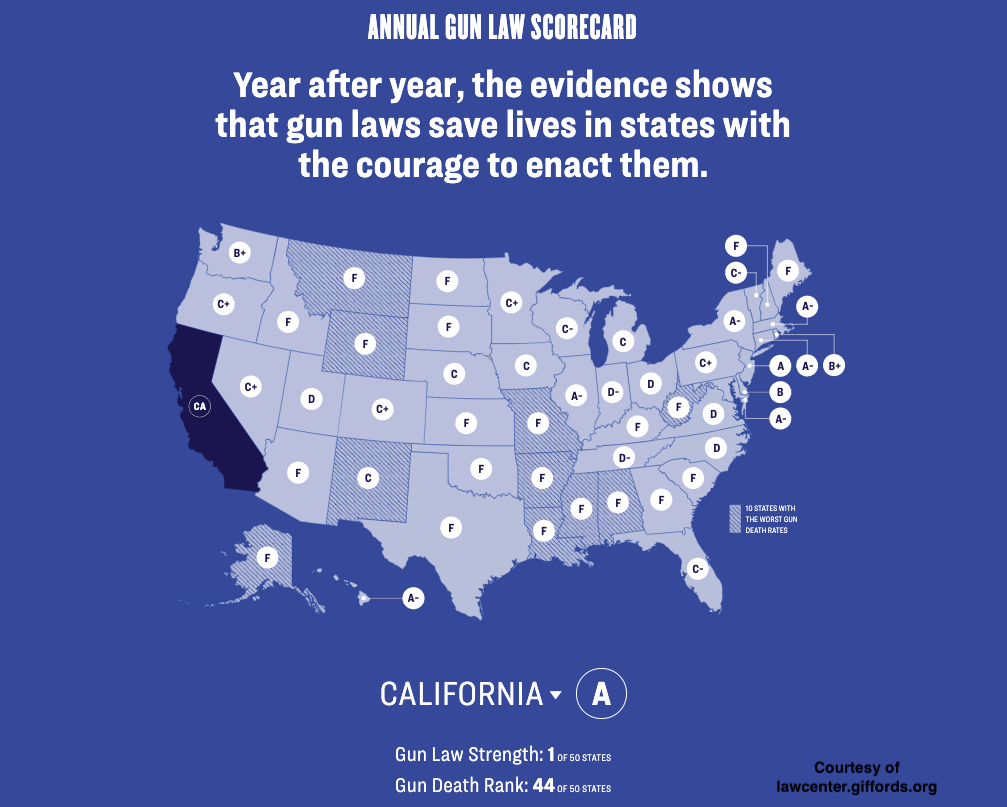 ANNUAL GUN LAW SCORECARD
Year after year, the evidence shows
that gun laws save lives in states with
the courage to enact them.
F
B+
C-
F
F
F
C+
A-
C+
A-
F
F
C-
C
F
C+
A
A-
B+
C
C
C+
D
A-
D-
D
B
CA
D
C+
F
F
D
A-
F
F
D
F
D-
F
F
C
F
F
F
F
F
F
10 STATES WITH
THE WORST GUN
DEATH RATES
F
F
C-
A-
CALIFORNIA A
Gun Law Strength: 1 OF 50 STATES
Gun Death Rank: 44 OF 50 STATES
Courtesy of
lawcenter.giffords.org